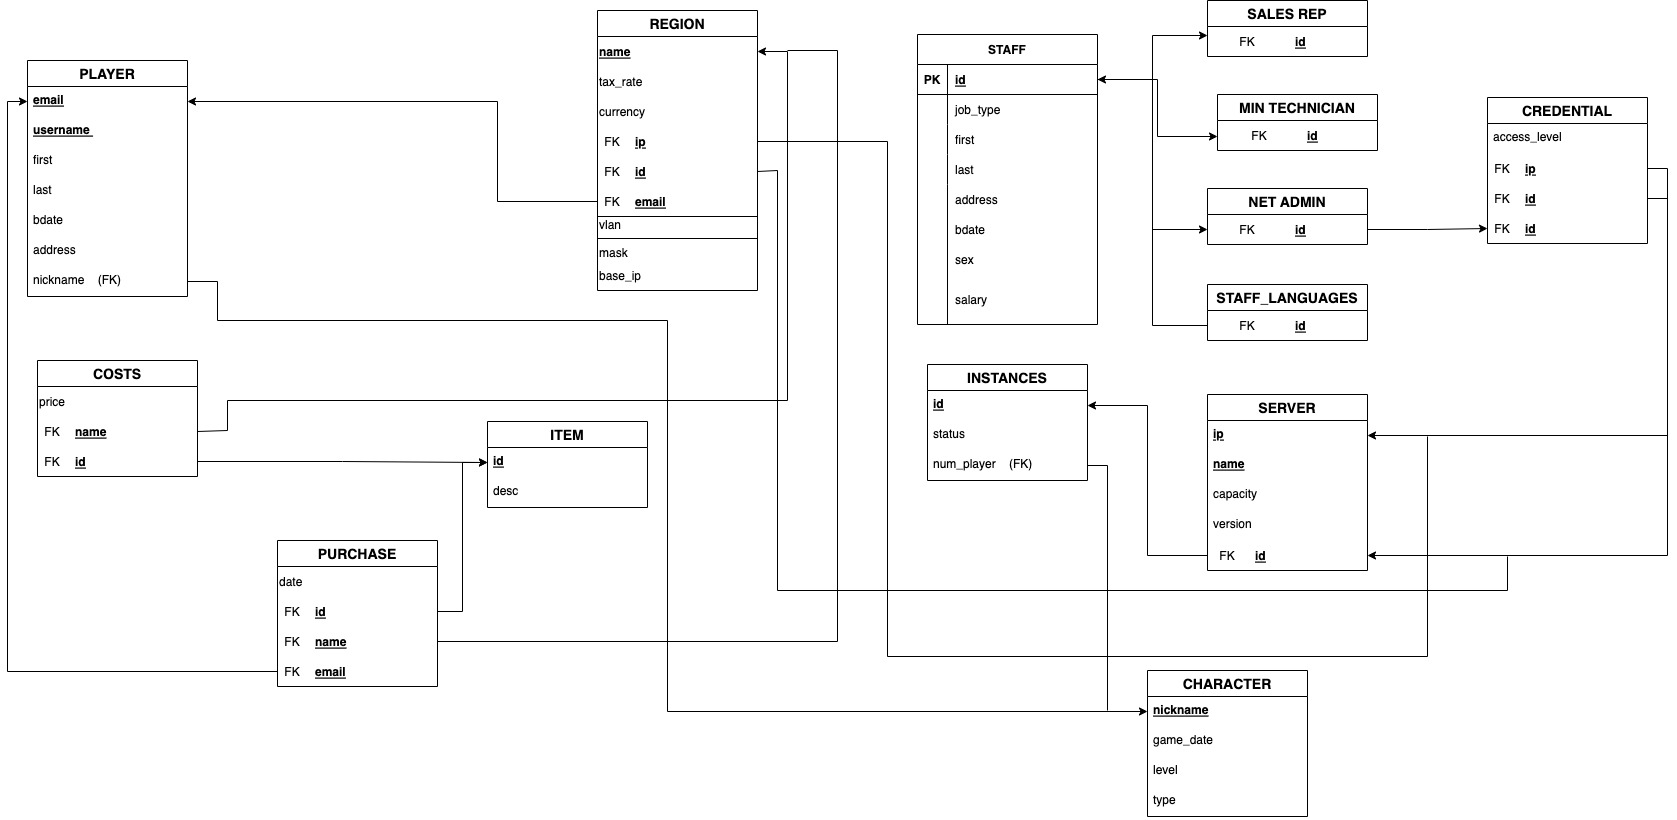 PLAYER
email
username
first
last
bdate
address
nickname (FK)
REGION
name
tax_rate
currency
FK ip
FK id
FK email
vlan
mask
base_ip
STAFF
PK id
job_type
first
last
address
bdate
sex
salary
SALES REP
FK id
MIN TECHNICIAN
FK id
NET ADMIN
FK id
STAFF_LANGUAGES
FK id
CREDENTIAL
access_level
FK ip
FK id
FK id
COSTS
price
FK name
FK id
ITEM
id
desc
PURCHASE
date
FK id
FK name
FK email
INSTANCES
id
status
num_player (FK)
SERVER
ip
name
capacity
version
FK id
CHARACTER
nickname
game_date
level
type